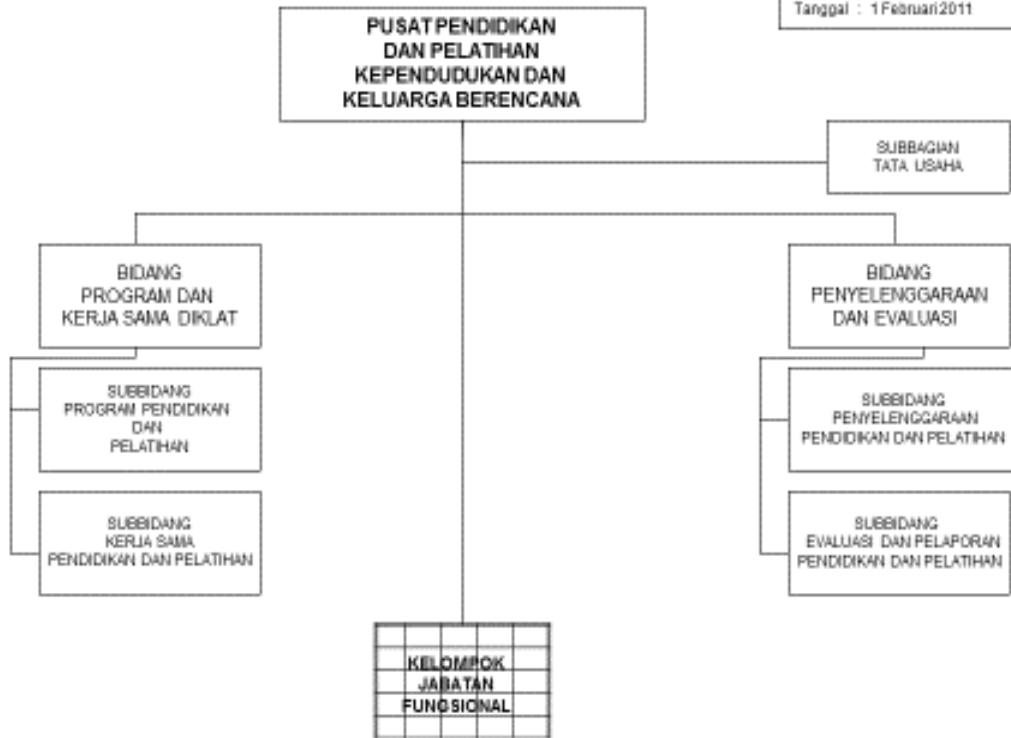 Tanggal : 1 Februari 2011
PUSAT PENDIDIKAN
DAN PELATIHAN
KEPENDUDUKAN DAN
KELUARGA BERENCANA
SUBBAGIAN
TATA USAHA
BIDANG
PROGRAM DAN
KERJA SAMA DIKLAT
BIDANG
PENYELENGGARAAN
DAN EVALUASI
SUBBIDANG
PROGRAM PENDIDIKAN
DAN
PELATIHAN
SUBBIDANG
PENYELENGGARAAN
PENDIDIKAN DAN PELATIHAN
SUBBIDANG
KERJA SAMA
PENDIDIKAN DAN PELATIHAN
SUBBIDANG
EVALUASI DAN PELAPORAN
PENDIDIKAN DAN PELATIHAN
KELOMPOK
JABATAN
FUNGSIONAL